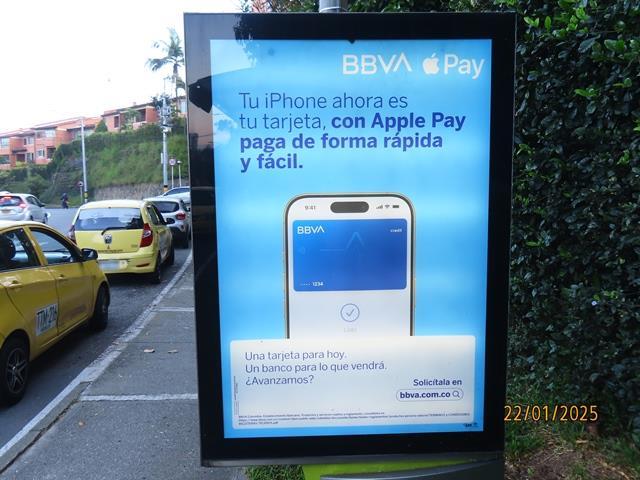 BBVA Pay
Tu iPhone ahora es
tu tarjeta, con Apple Pay
paga de forma rápida
y fácil.
9:41
BBVA credit
•••• 1234
Una tarjeta para hoy.
Un banco para lo que vendrá.
¿Avanzamos?
Solicítala en
bbva.com.co
22/01/2025